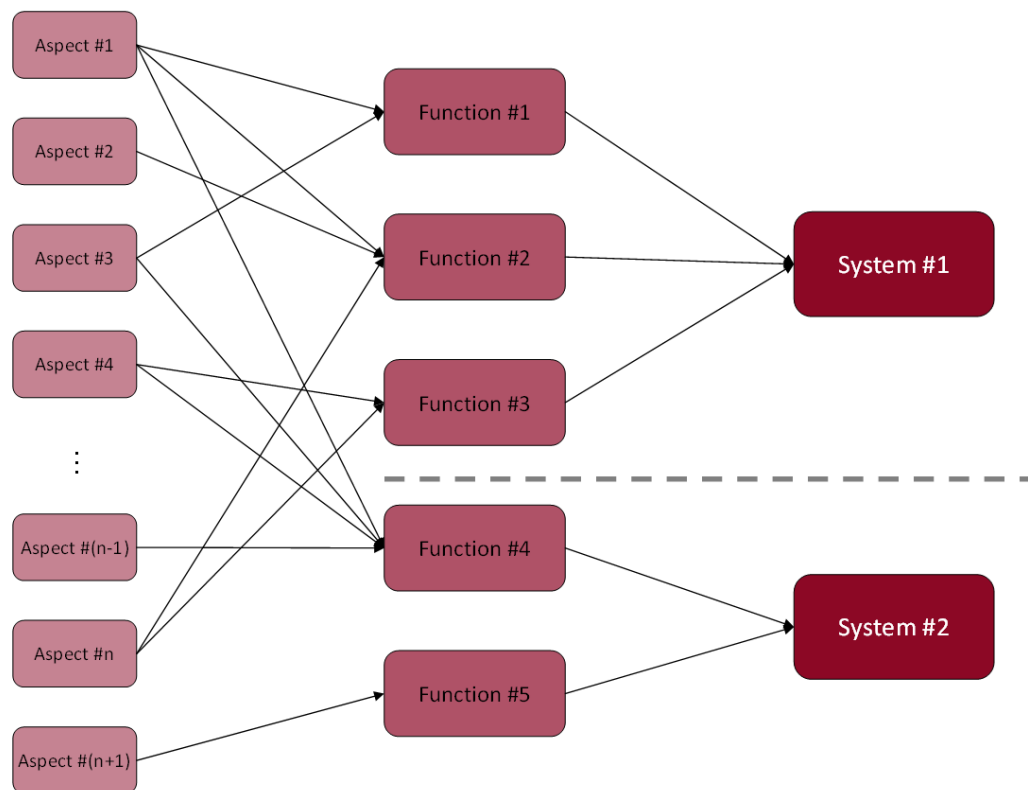 Aspect #1
Aspect #2
Aspect #3
Aspect #4
⋮
Aspect #(n-1)
Aspect #n
Aspect #(n+1)
Function #1
Function #2
Function #3
Function #4
Function #5
System #1
System #2